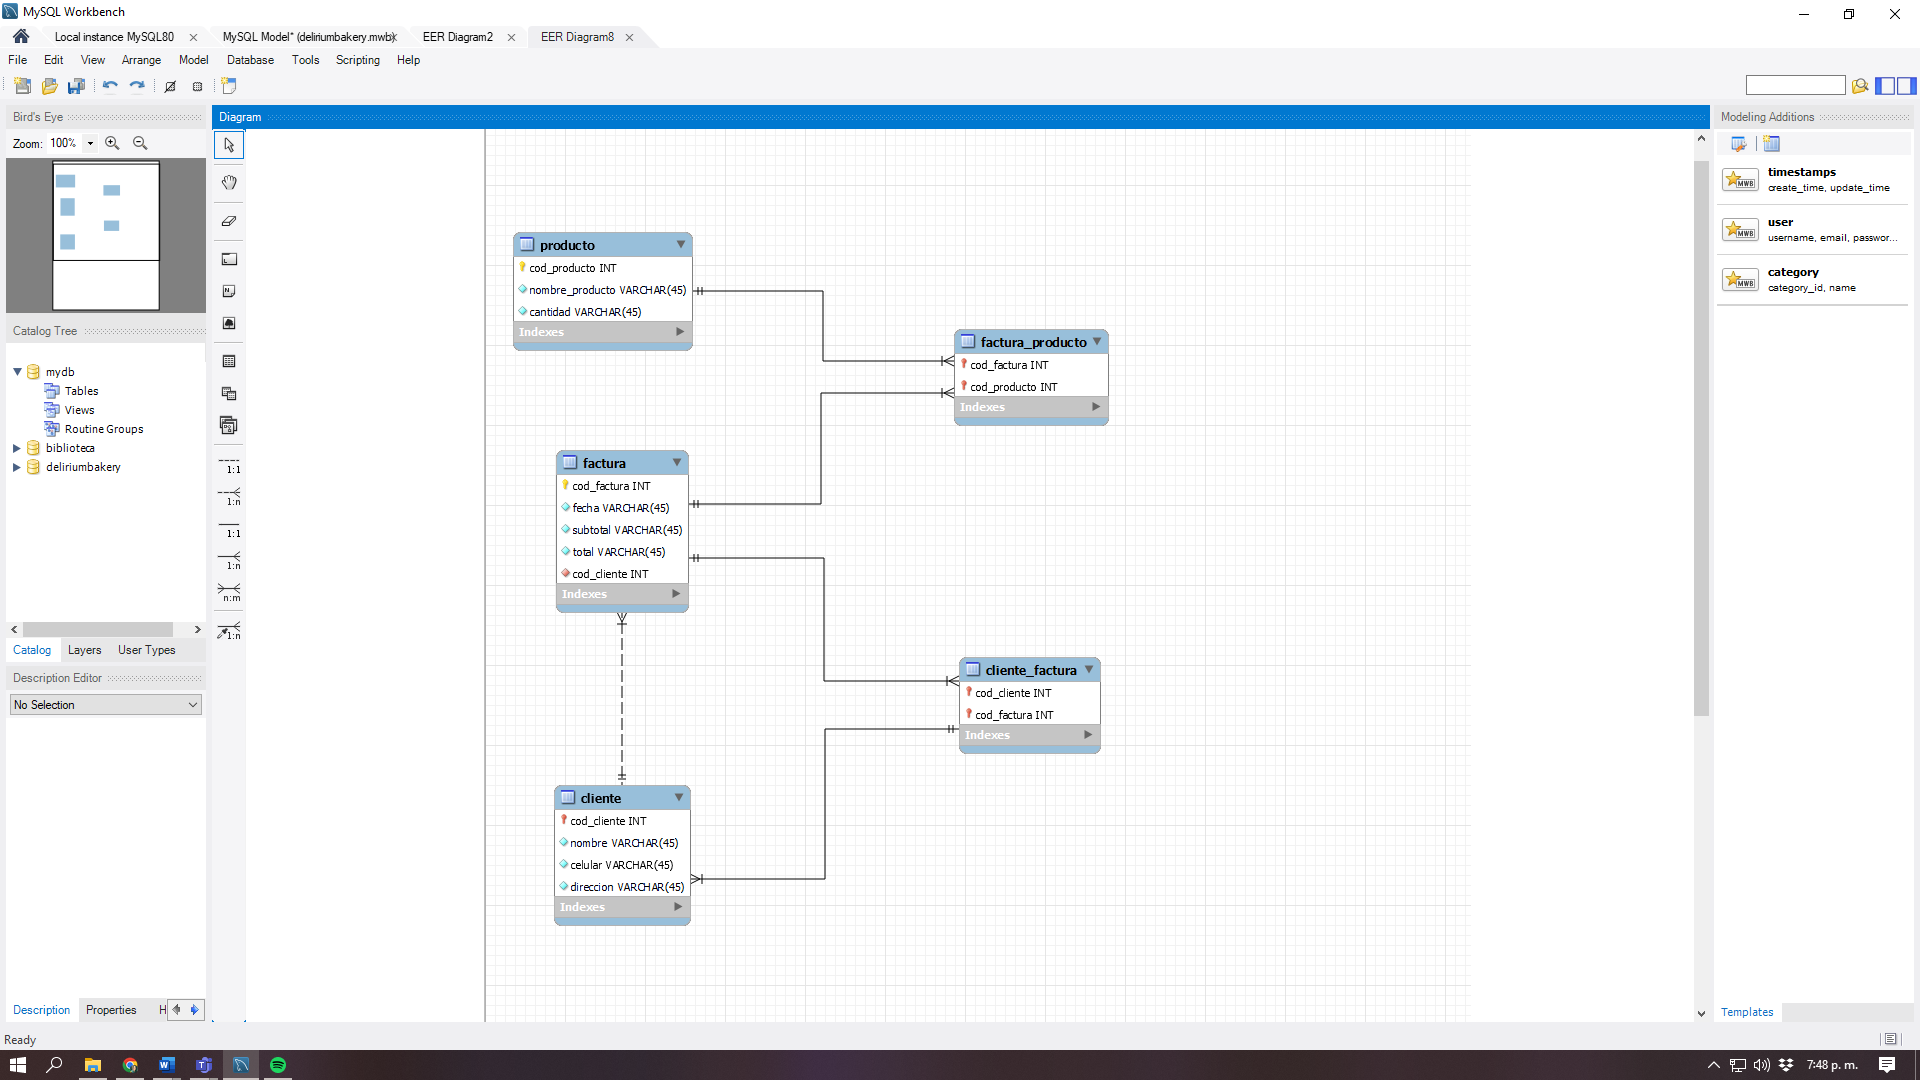 MySQL Workbench
Local instance MySQL80
MySQL Model* (deliriumbakery.mwb)
EER Diagram2
EER Diagram8
File Edit View Arrange Model Database Tools Scripting Help
Bird's Eye
Zoom: 100%
Catalog Tree
mydb
Tables
Views
Routine Groups
biblioteca
deliriumbakery
Catalog Layers User Types
Description Editor
No Selection
Description Properties H
Ready
Diagram
1:1
1:n
1:1
1:n
n:m
1:n
producto
cod_producto INT
nombre_producto VARCHAR(45)
cantidad VARCHAR(45)
Indexes
factura_producto
cod_factura INT
cod_producto INT
Indexes
factura
cod_factura INT
fecha VARCHAR(45)
subtotal VARCHAR(45)
total VARCHAR(45)
cod_cliente INT
Indexes
cliente_factura
cod_cliente INT
cod_factura INT
Indexes
cliente
cod_cliente INT
nombre VARCHAR(45)
celular VARCHAR(45)
direccion VARCHAR(45)
Indexes
Modeling Additions
MWB
timestamps
create_time, update_time
MWB
user
username, email, passwor...
MWB
category
category_id, name
Templates
7:48 p. m.